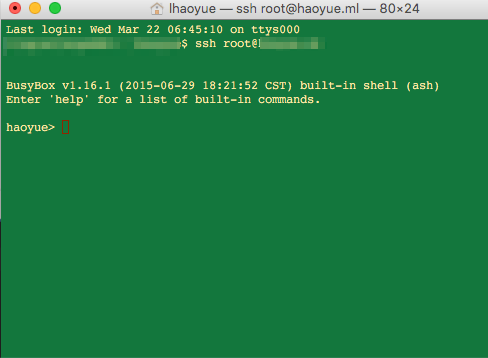 lhaoyue — ssh root@haoyue.ml — 80×24
Last login: Wed Mar 22 06:45:10 on ttys000
$ ssh root@
BusyBox v1.16.1 (2015-06-29 18:21:52 CST) built-in shell (ash)
Enter 'help' for a list of built-in commands.
haoyue>